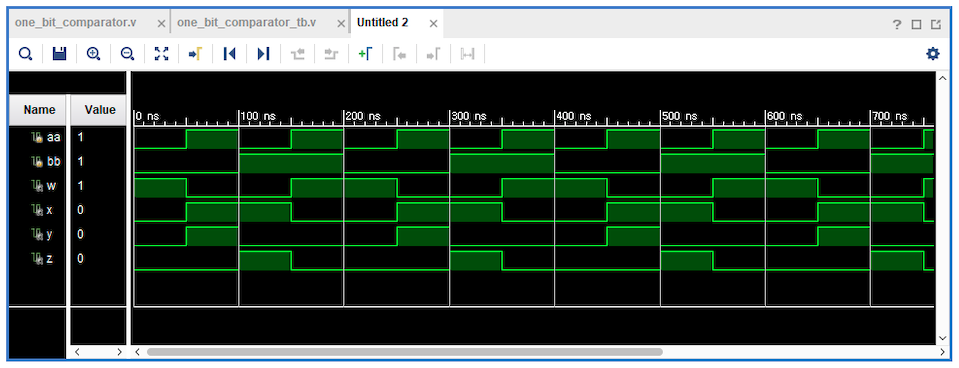 one_bit_comparator.v × one_bit_comparator_tb.v × Untitled 2 ×
Name Value
0 ns 100 ns 200 ns 300 ns 400 ns 500 ns 600 ns 700 ns
aa 1
bb 1
w 1
x 0
y 0
z 0